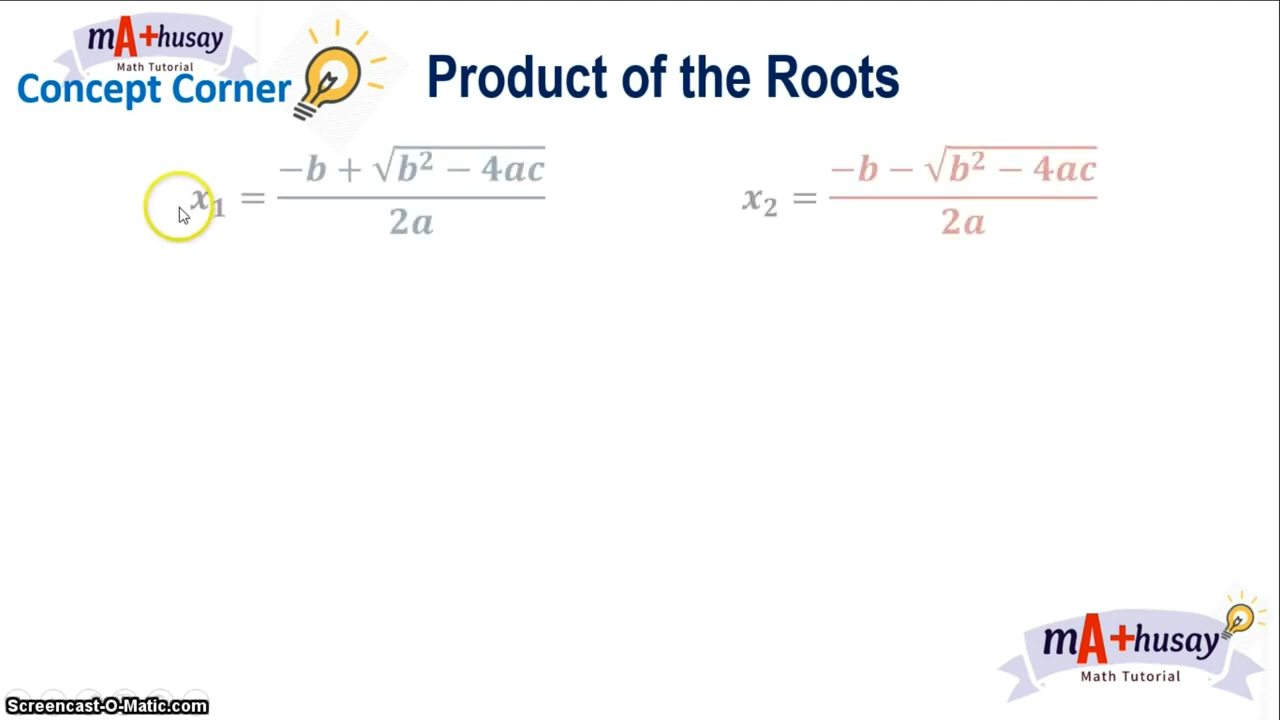 mA+husay
Math Tutorial
Concept Corner
Product of the Roots
x₁ = (−b + √(b² − 4ac)) / 2a
x₂ = (−b − √(b² − 4ac)) / 2a
mA+husay
Math Tutorial
Screencast-O-Matic.com